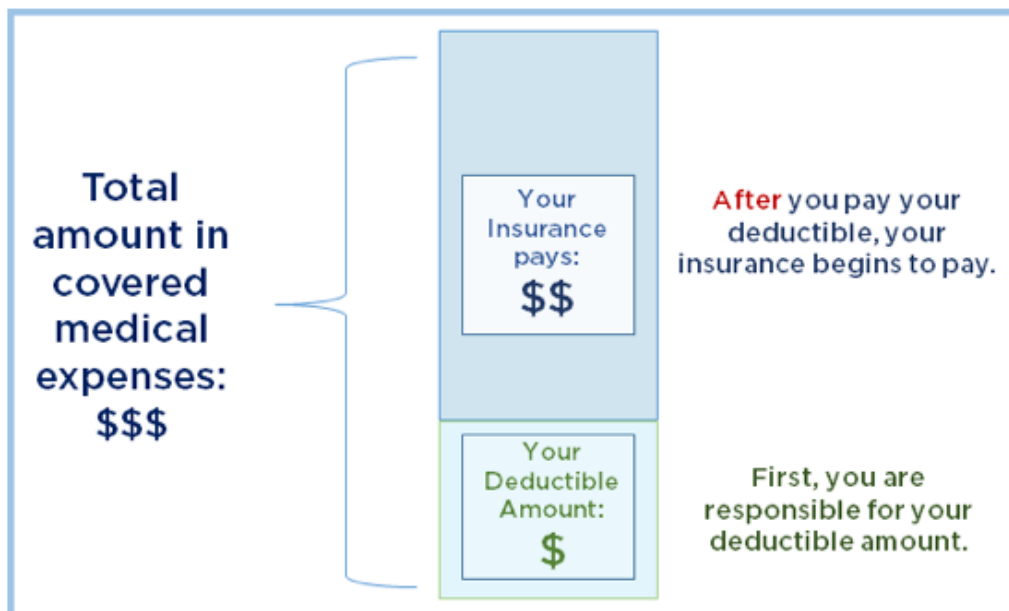 Total
amount in
covered
medical
expenses:
$$$
Your
Insurance
pays:
$$
After you pay your
deductible, your
insurance begins to pay.
Your
Deductible
Amount:
$
First, you are
responsible for your
deductible amount.